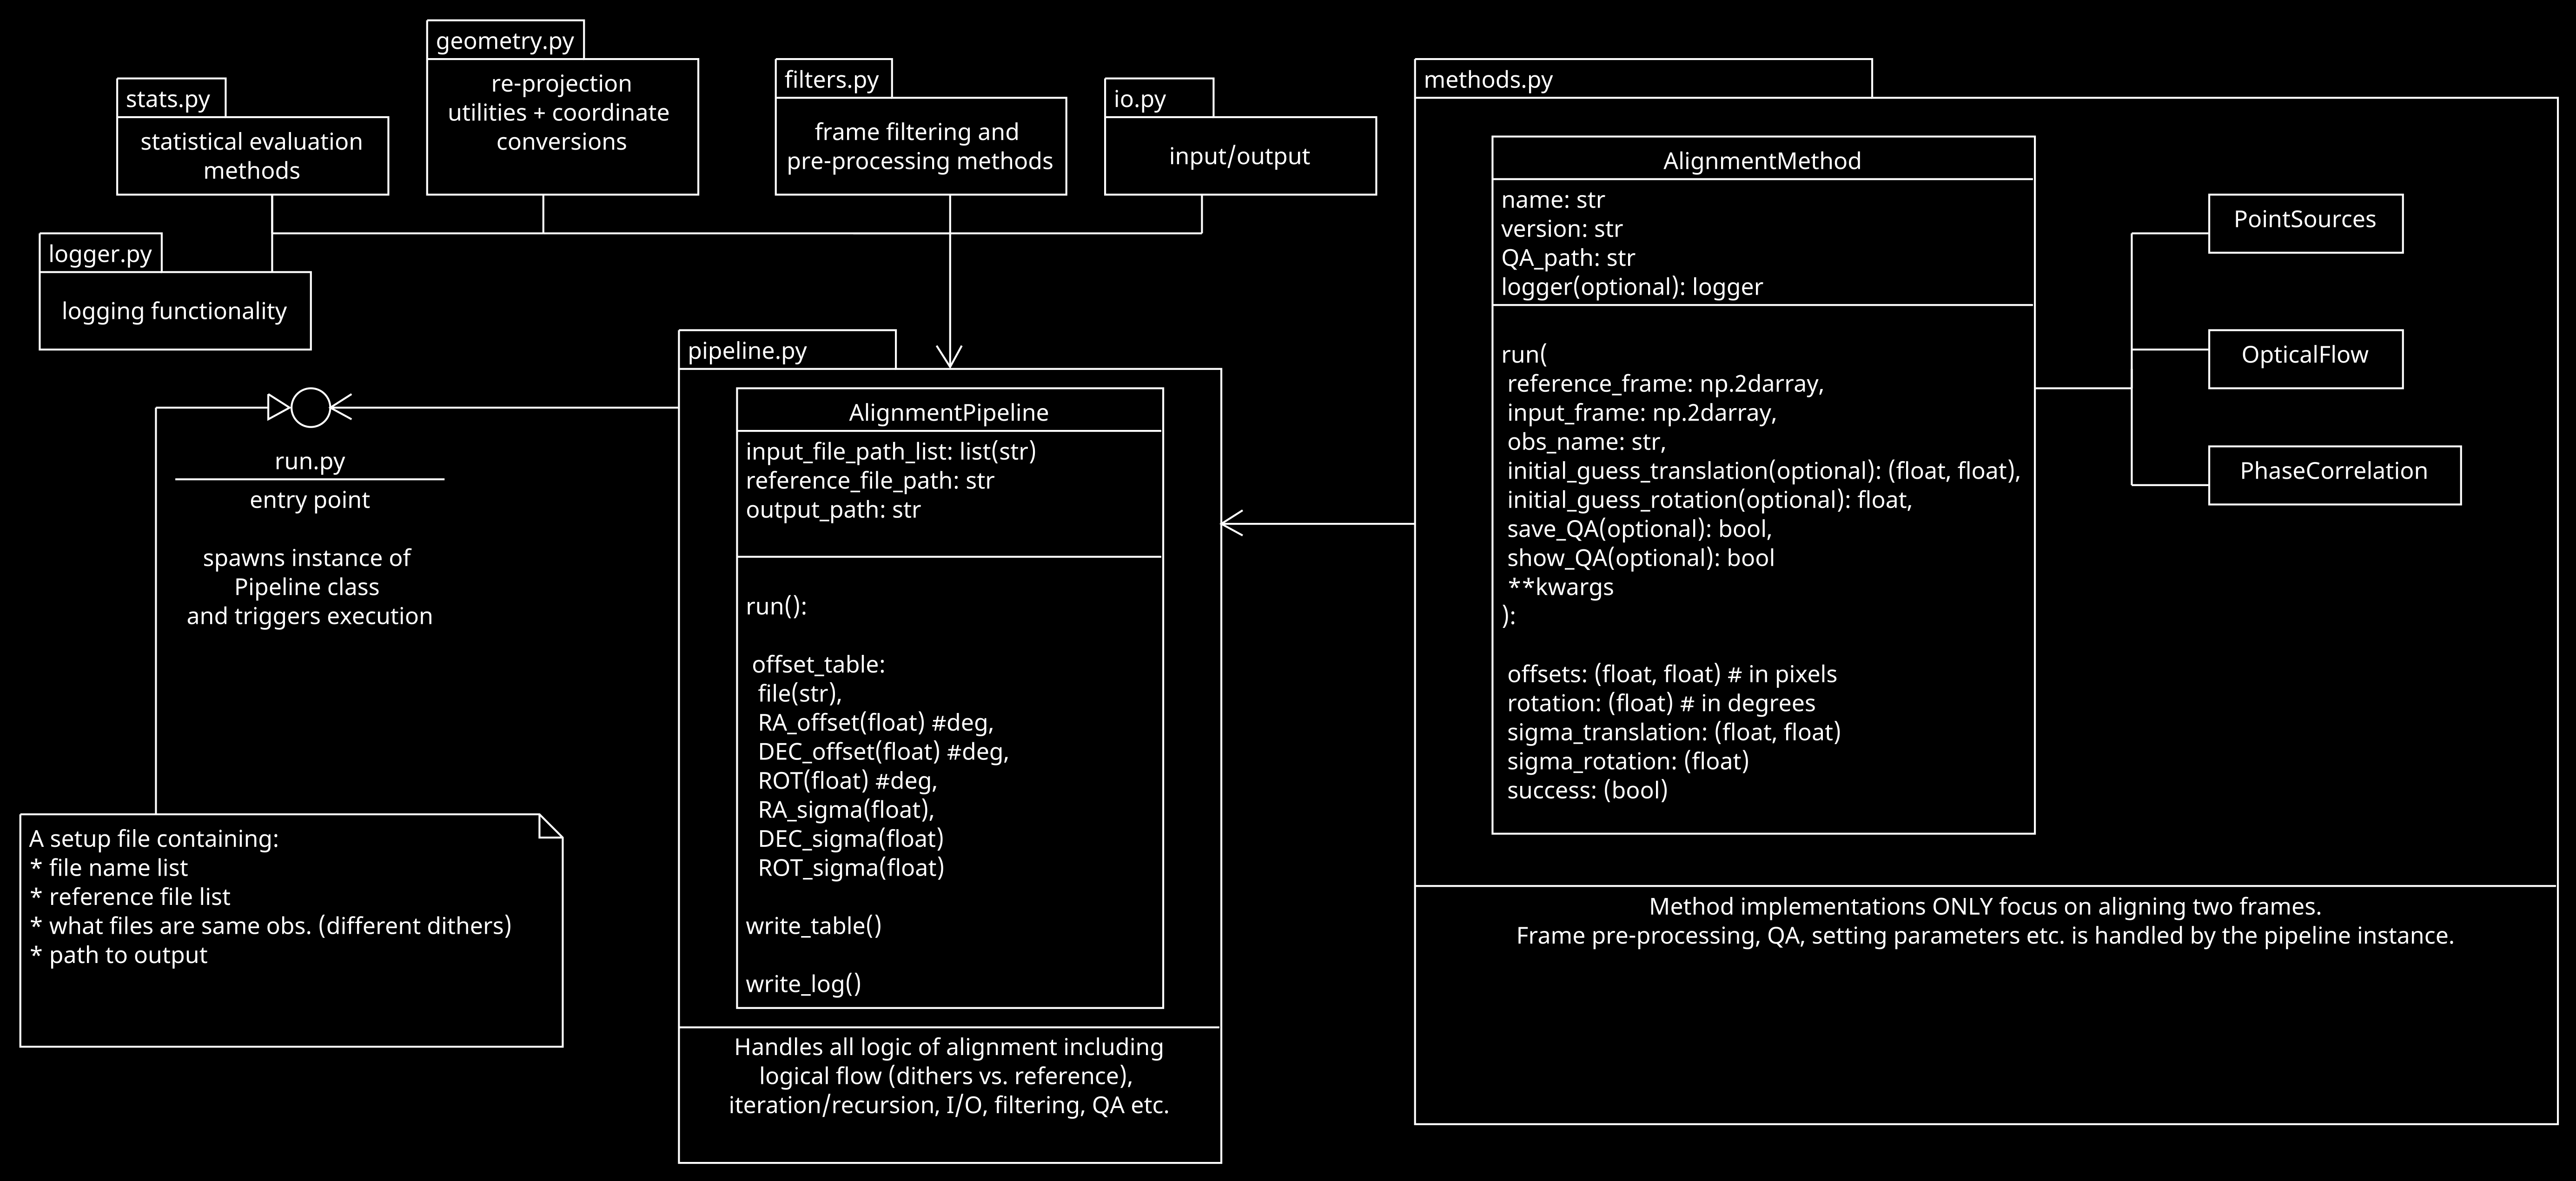 geometry.py
re-projection
utilities + coordinate
conversions
stats.py
statistical evaluation
methods
filters.py
frame filtering and
pre-processing methods
io.py
input/output
logger.py
logging functionality
run.py
entry point
spawns instance of
Pipeline class
and triggers execution
A setup file containing:
* file name list
* reference file list
* what files are same obs. (different dithers)
* path to output
pipeline.py
AlignmentPipeline
input_file_path_list: list(str)
reference_file_path: str
output_path: str
run():
offset_table:
file(str),
RA_offset(float) #deg,
DEC_offset(float) #deg,
ROT(float) #deg,
RA_sigma(float),
DEC_sigma(float)
ROT_sigma(float)
write_table()
write_log()
Handles all logic of alignment including
logical flow (dithers vs. reference),
iteration/recursion, I/O, filtering, QA etc.
methods.py
AlignmentMethod
name: str
version: str
QA_path: str
logger(optional): logger
run(
reference_frame: np.2darray,
input_frame: np.2darray,
obs_name: str,
initial_guess_translation(optional): (float, float),
initial_guess_rotation(optional): float,
save_QA(optional): bool,
show_QA(optional): bool
**kwargs
):
offsets: (float, float) # in pixels
rotation: (float) # in degrees
sigma_translation: (float, float)
sigma_rotation: (float)
success: (bool)
PointSources
OpticalFlow
PhaseCorrelation
Method implementations ONLY focus on aligning two frames.
Frame pre-processing, QA, setting parameters etc. is handled by the pipeline instance.